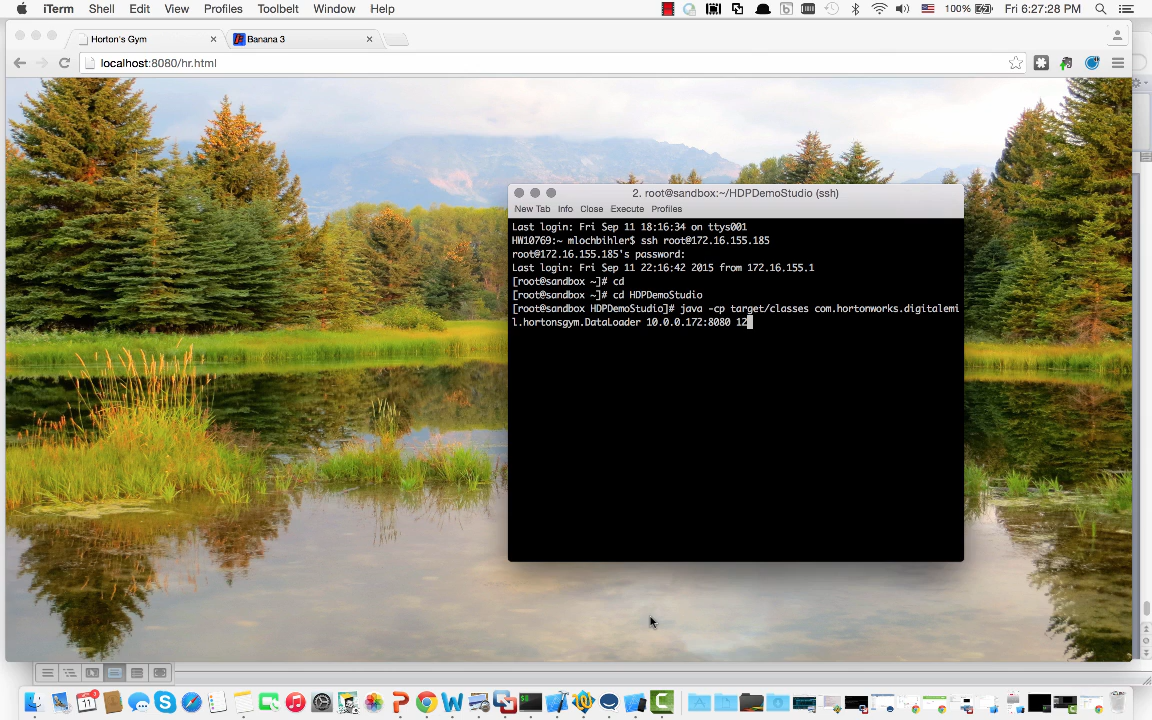 iTerm Shell Edit View Profiles Toolbelt Window Help 100% Fri 6:27:28 PM
Horton's Gym Banana 3
localhost:8080/hr.html
2. root@sandbox:~/HDPDemoStudio (ssh)
New Tab Info Close Execute Profiles
Last login: Fri Sep 11 18:16:34 on ttys001
HW10769:~ mlochbihler$ ssh root@172.16.155.185
root@172.16.155.185's password:
Last login: Fri Sep 11 22:16:42 2015 from 172.16.155.1
[root@sandbox ~]# cd
[root@sandbox ~]# cd HDPDemoStudio
[root@sandbox HDPDemoStudio]# java -cp target/classes com.hortonworks.digitalemi
l.hortonsgym.DataLoader 10.0.0.172:8080 12